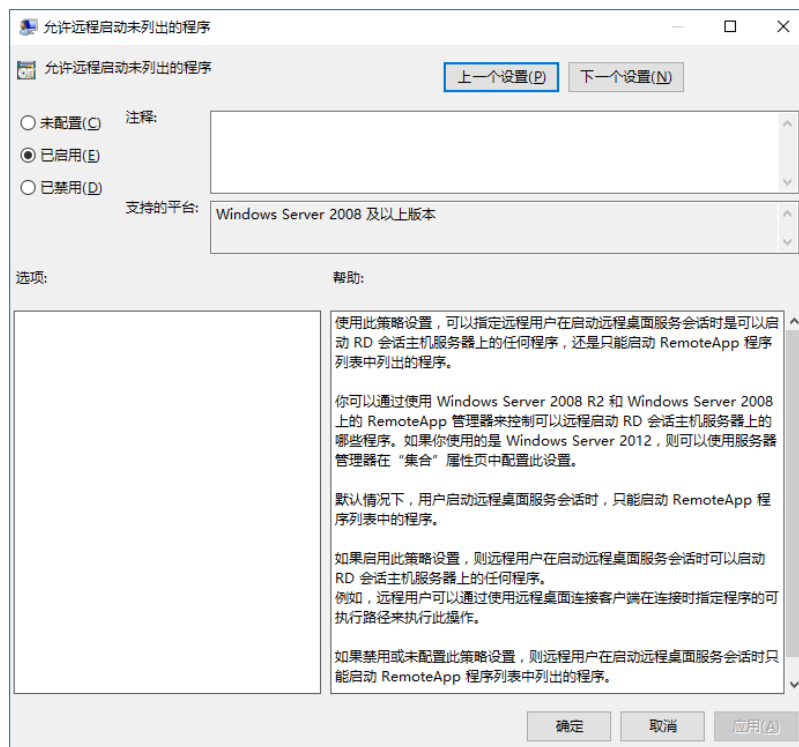 允许远程启动未列出的程序
允许远程启动未列出的程序
上一个设置(P)
下一个设置(N)
未配置(C)
注释:
已启用(E)
已禁用(D)
支持的平台:
Windows Server 2008 及以上版本
选项:
帮助:
使用此策略设置，可以指定远程用户在启动远程桌面服务会话时是可以启
动 RD 会话主机服务器上的任何程序，还是只能启动 RemoteApp 程序
列表中列出的程序。
你可以通过使用 Windows Server 2008 R2 和 Windows Server 2008
上的 RemoteApp 管理器来控制可以远程启动 RD 会话主机服务器上的
哪些程序。如果你使用的是 Windows Server 2012，则可以使用服务器
管理器在“集合”属性页中配置此设置。
默认情况下，用户启动远程桌面服务会话时，只能启动 RemoteApp 程
序列表中的程序。
如果启用此策略设置，则远程用户在启动远程桌面服务会话时可以启动
RD 会话主机服务器上的任何程序。
例如，远程用户可以通过使用远程桌面连接客户端在连接时指定程序的可
执行路径来执行此操作。
如果禁用或未配置此策略设置，则远程用户在启动远程桌面服务会话时只
能启动 RemoteApp 程序列表中列出的程序。
确定
取消
应用(A)